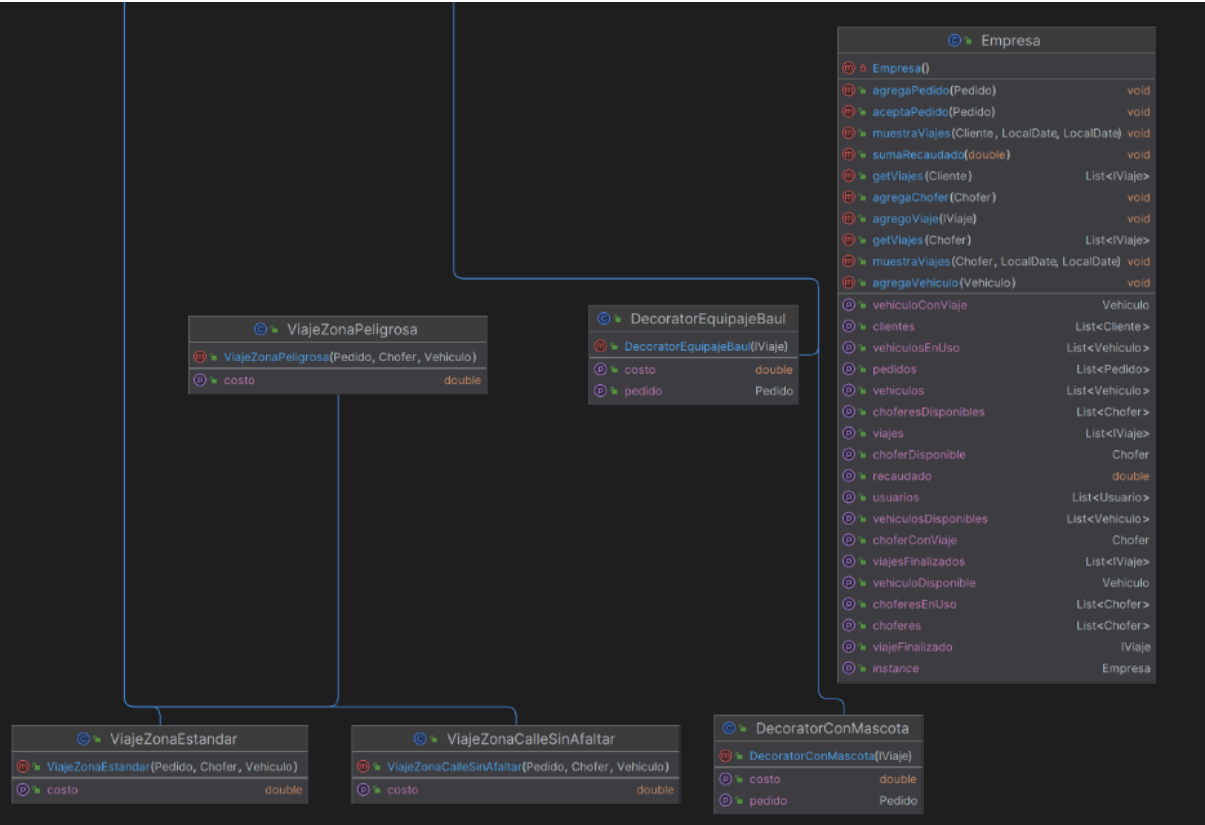 Empresa
Empresa()
agregaPedido(Pedido) void
aceptaPedido(Pedido) void
muestraViajes(Cliente, LocalDate, LocalDate) void
sumaRecaudado(double) void
getViajes(Cliente) List<IViaje>
agregaChofer(Chofer) void
agregoViaje(IViaje) void
getViajes(Chofer) List<IViaje>
muestraViajes(Chofer, LocalDate, LocalDate) void
agregaVehiculo(Vehiculo) void
vehiculoConViaje Vehiculo
clientes List<Cliente>
vehiculosEnUso List<Vehiculo>
pedidos List<Pedido>
vehiculos List<Vehiculo>
choferesDisponibles List<Chofer>
viajes List<IViaje>
choferDisponible Chofer
recaudado double
usuarios List<Usuario>
vehiculosDisponibles List<Vehiculo>
choferConViaje Chofer
viajesFinalizados List<IViaje>
vehiculoDisponible Vehiculo
choferesEnUso List<Chofer>
choferes List<Chofer>
viajeFinalizado IViaje
instance Empresa
ViajeZonaPeligrosa
ViajeZonaPeligrosa(Pedido, Chofer, Vehiculo)
costo double
DecoratorEquipajeBaul
DecoratorEquipajeBaul(IViaje)
costo double
pedido Pedido
ViajeZonaEstandar
ViajeZonaEstandar(Pedido, Chofer, Vehiculo)
costo double
ViajeZonaCalleSinAfaltar
ViajeZonaCalleSinAfaltar(Pedido, Chofer, Vehiculo)
costo double
DecoratorConMascota
DecoratorConMascota(IViaje)
costo double
pedido Pedido